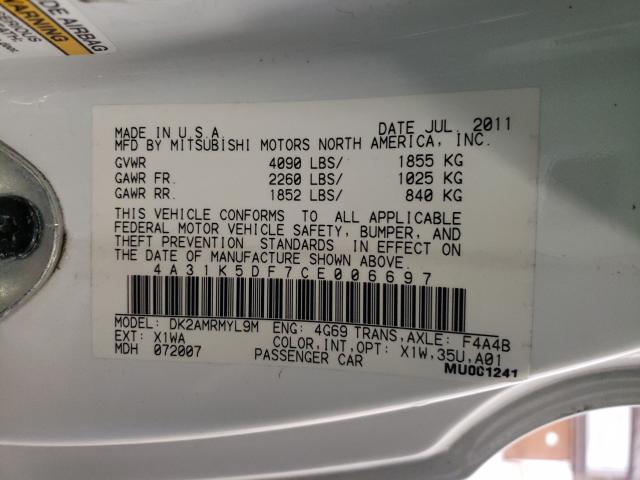 DE AIRBAG
WARNING
SERIOUS
MADE IN U.S.A. DATE JUL. 2011
MFD BY MITSUBISHI MOTORS NORTH AMERICA, INC.
GVWR 4090 LBS/ 1855 KG
GAWR FR. 2260 LBS/ 1025 KG
GAWR RR. 1852 LBS/ 840 KG
THIS VEHICLE CONFORMS TO ALL APPLICABLE
FEDERAL MOTOR VEHICLE SAFETY, BUMPER, AND
THEFT PREVENTION STANDARDS IN EFFECT ON
THE DATE OF MANUFACTURE SHOWN ABOVE.
4A31K5DF7CE006697
MODEL: DK2AMRMYL9M ENG: 4G69 TRANS,AXLE: F4A4B
EXT: X1WA COLOR,INT,OPT: X1W,35U,A01
MDH 072007 PASSENGER CAR
MU001241